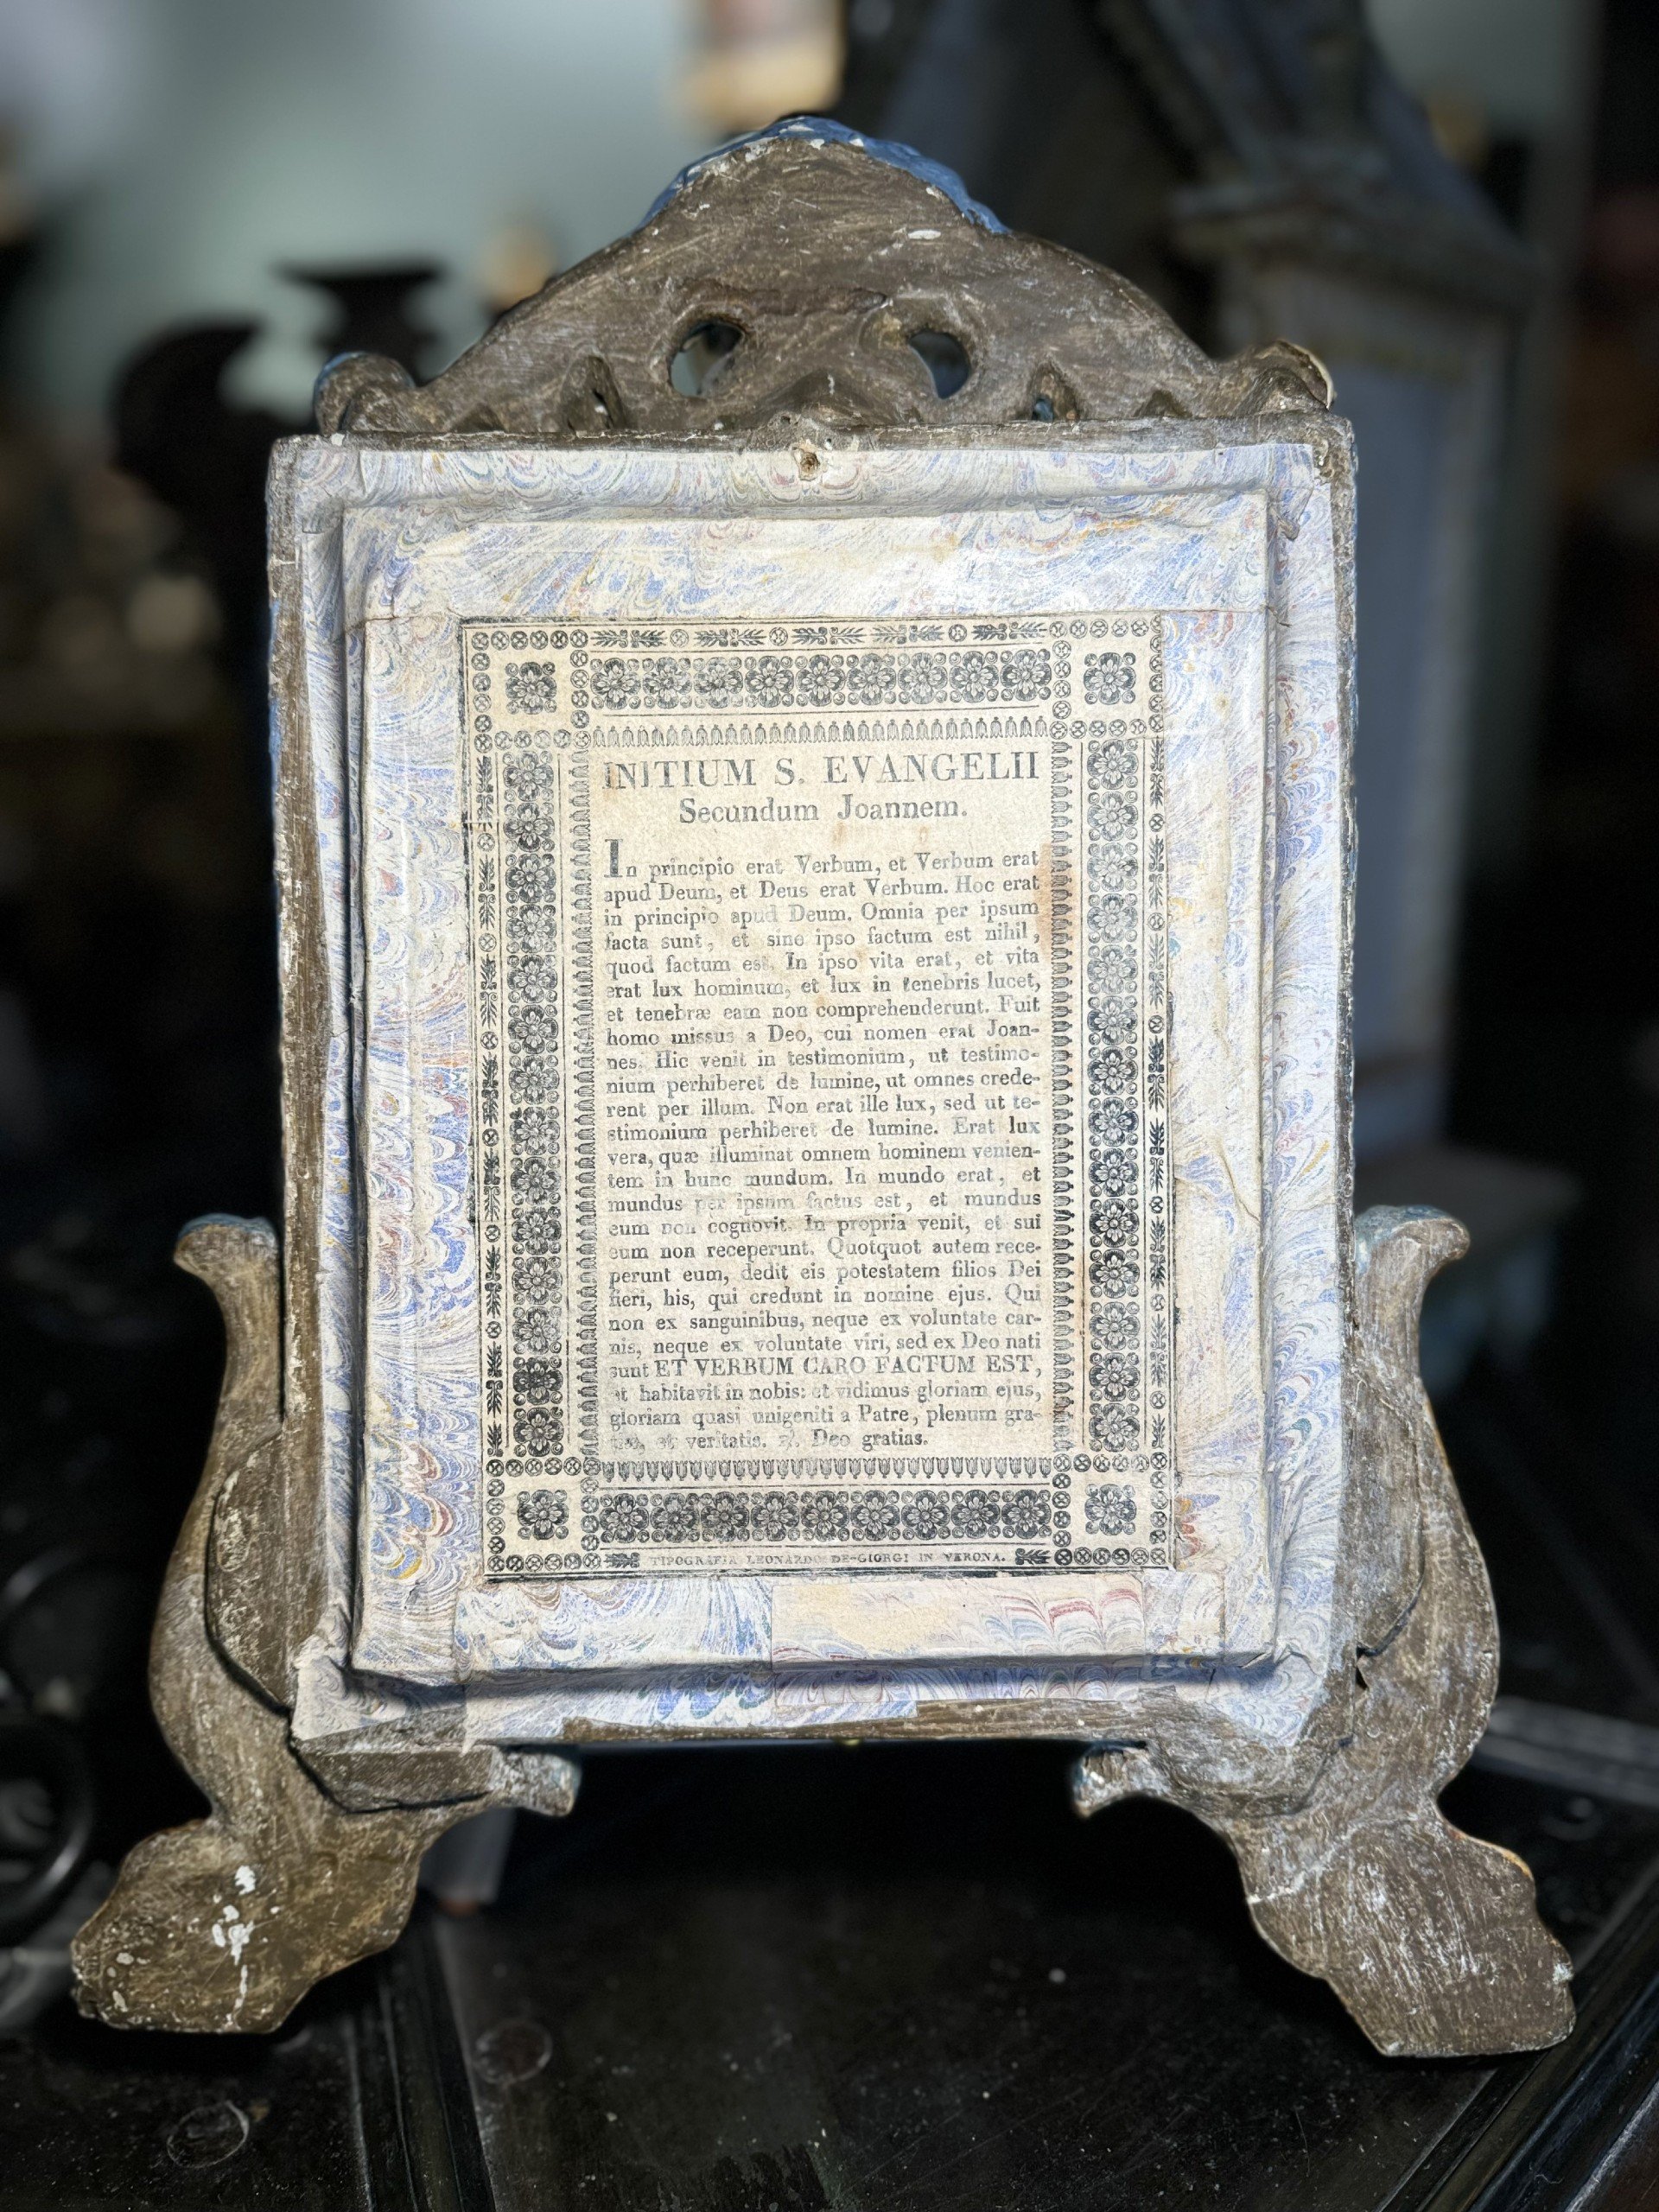 INITIUM S. EVANGELII
Secundum Joannem.
In principio erat Verbum, et Verbum erat
apud Deum, et Deus erat Verbum. Hoc erat
in principio apud Deum. Omnia per ipsum
facta sunt, et sine ipso factum est nihil,
quod factum est. In ipso vita erat, et vita
erat lux hominum, et lux in tenebris lucet,
et tenebræ eam non comprehenderunt. Fuit
homo missus a Deo, cui nomen erat Joan-
nes. Hic venit in testimonium, ut testimo-
nium perhiberet de lumine, ut omnes crede-
rent per illum. Non erat ille lux, sed ut te-
stimonium perhiberet de lumine. Erat lux
vera, quæ illuminat omnem hominem venien-
tem in hunc mundum. In mundo erat, et
mundus per ipsum factus est, et mundus
eum non cognovit. In propria venit, et sui
eum non receperunt. Quotquot autem rece-
perunt eum, dedit eis potestatem filios Dei
fieri, his, qui credunt in nomine ejus. Qui
non ex sanguinibus, neque ex voluntate car-
nis, neque ex voluntate viri, sed ex Deo nati
sunt ET VERBUM CARO FACTUM EST,
et habitavit in nobis: et vidimus gloriam ejus,
gloriam quasi unigeniti a Patre, plenum gra-
et veritatis. ℟. Deo gratias.
TIPOGRAFIA LEONARDO DE-GIORGI IN VERONA.